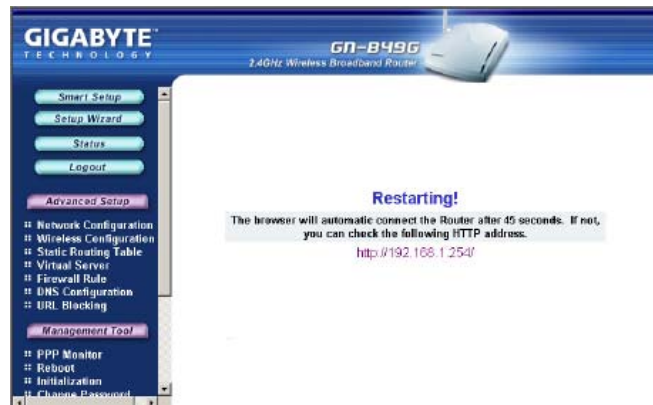 GIGABYTE
TECHNOLOGY
GN-B49G
2.4GHz Wireless Broadband Router
Smart Setup
Setup Wizard
Status
Logout
Advanced Setup
Network Configuration
Wireless Configuration
Static Routing Table
Virtual Server
Firewall Rule
DNS Configuration
URL Blocking
Management Tool
PPP Monitor
Reboot
Initialization
Change Password
Restarting!
The browser will automatic connect the Router after 45 seconds. If not,
you can check the following HTTP address.
http://192.168.1.254/